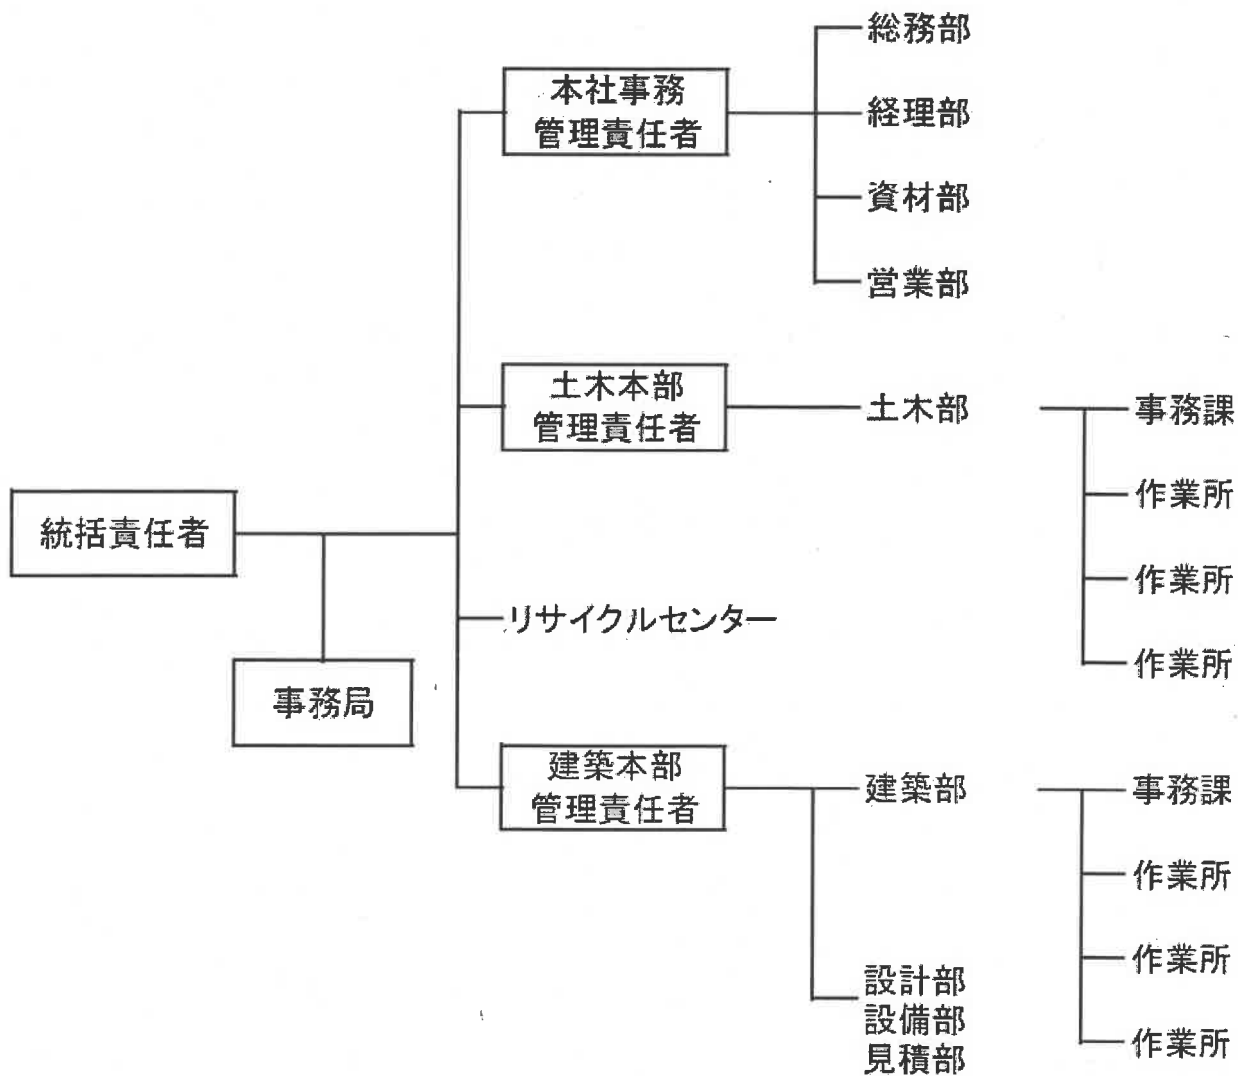 総務部
本社事務
管理責任者
経理部
資材部
営業部
土木本部
管理責任者
土木部
事務課
作業所
作業所
作業所
統括責任者
リサイクルセンター
事務局
建築本部
管理責任者
建築部
事務課
作業所
作業所
作業所
設計部
設備部
見積部